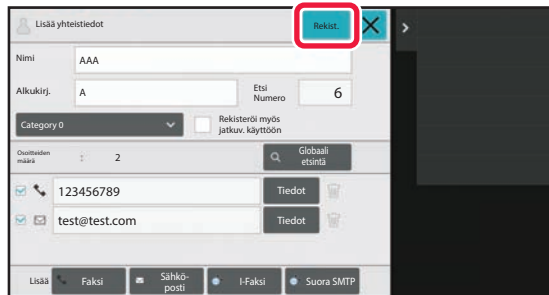 Lisää yhteistiedot
Rekist.
Nimi
AAA
Alkukirj.
A
Etsi
Numero
6
Category 0
Rekisteröi myös
jatkuv. käyttöön
Osoitteiden
määrä
:
2
Globaali
etsintä
123456789
Tiedot
test@test.com
Tiedot
Lisää
Faksi
Sähkö-
posti
I-Faksi
Suora SMTP